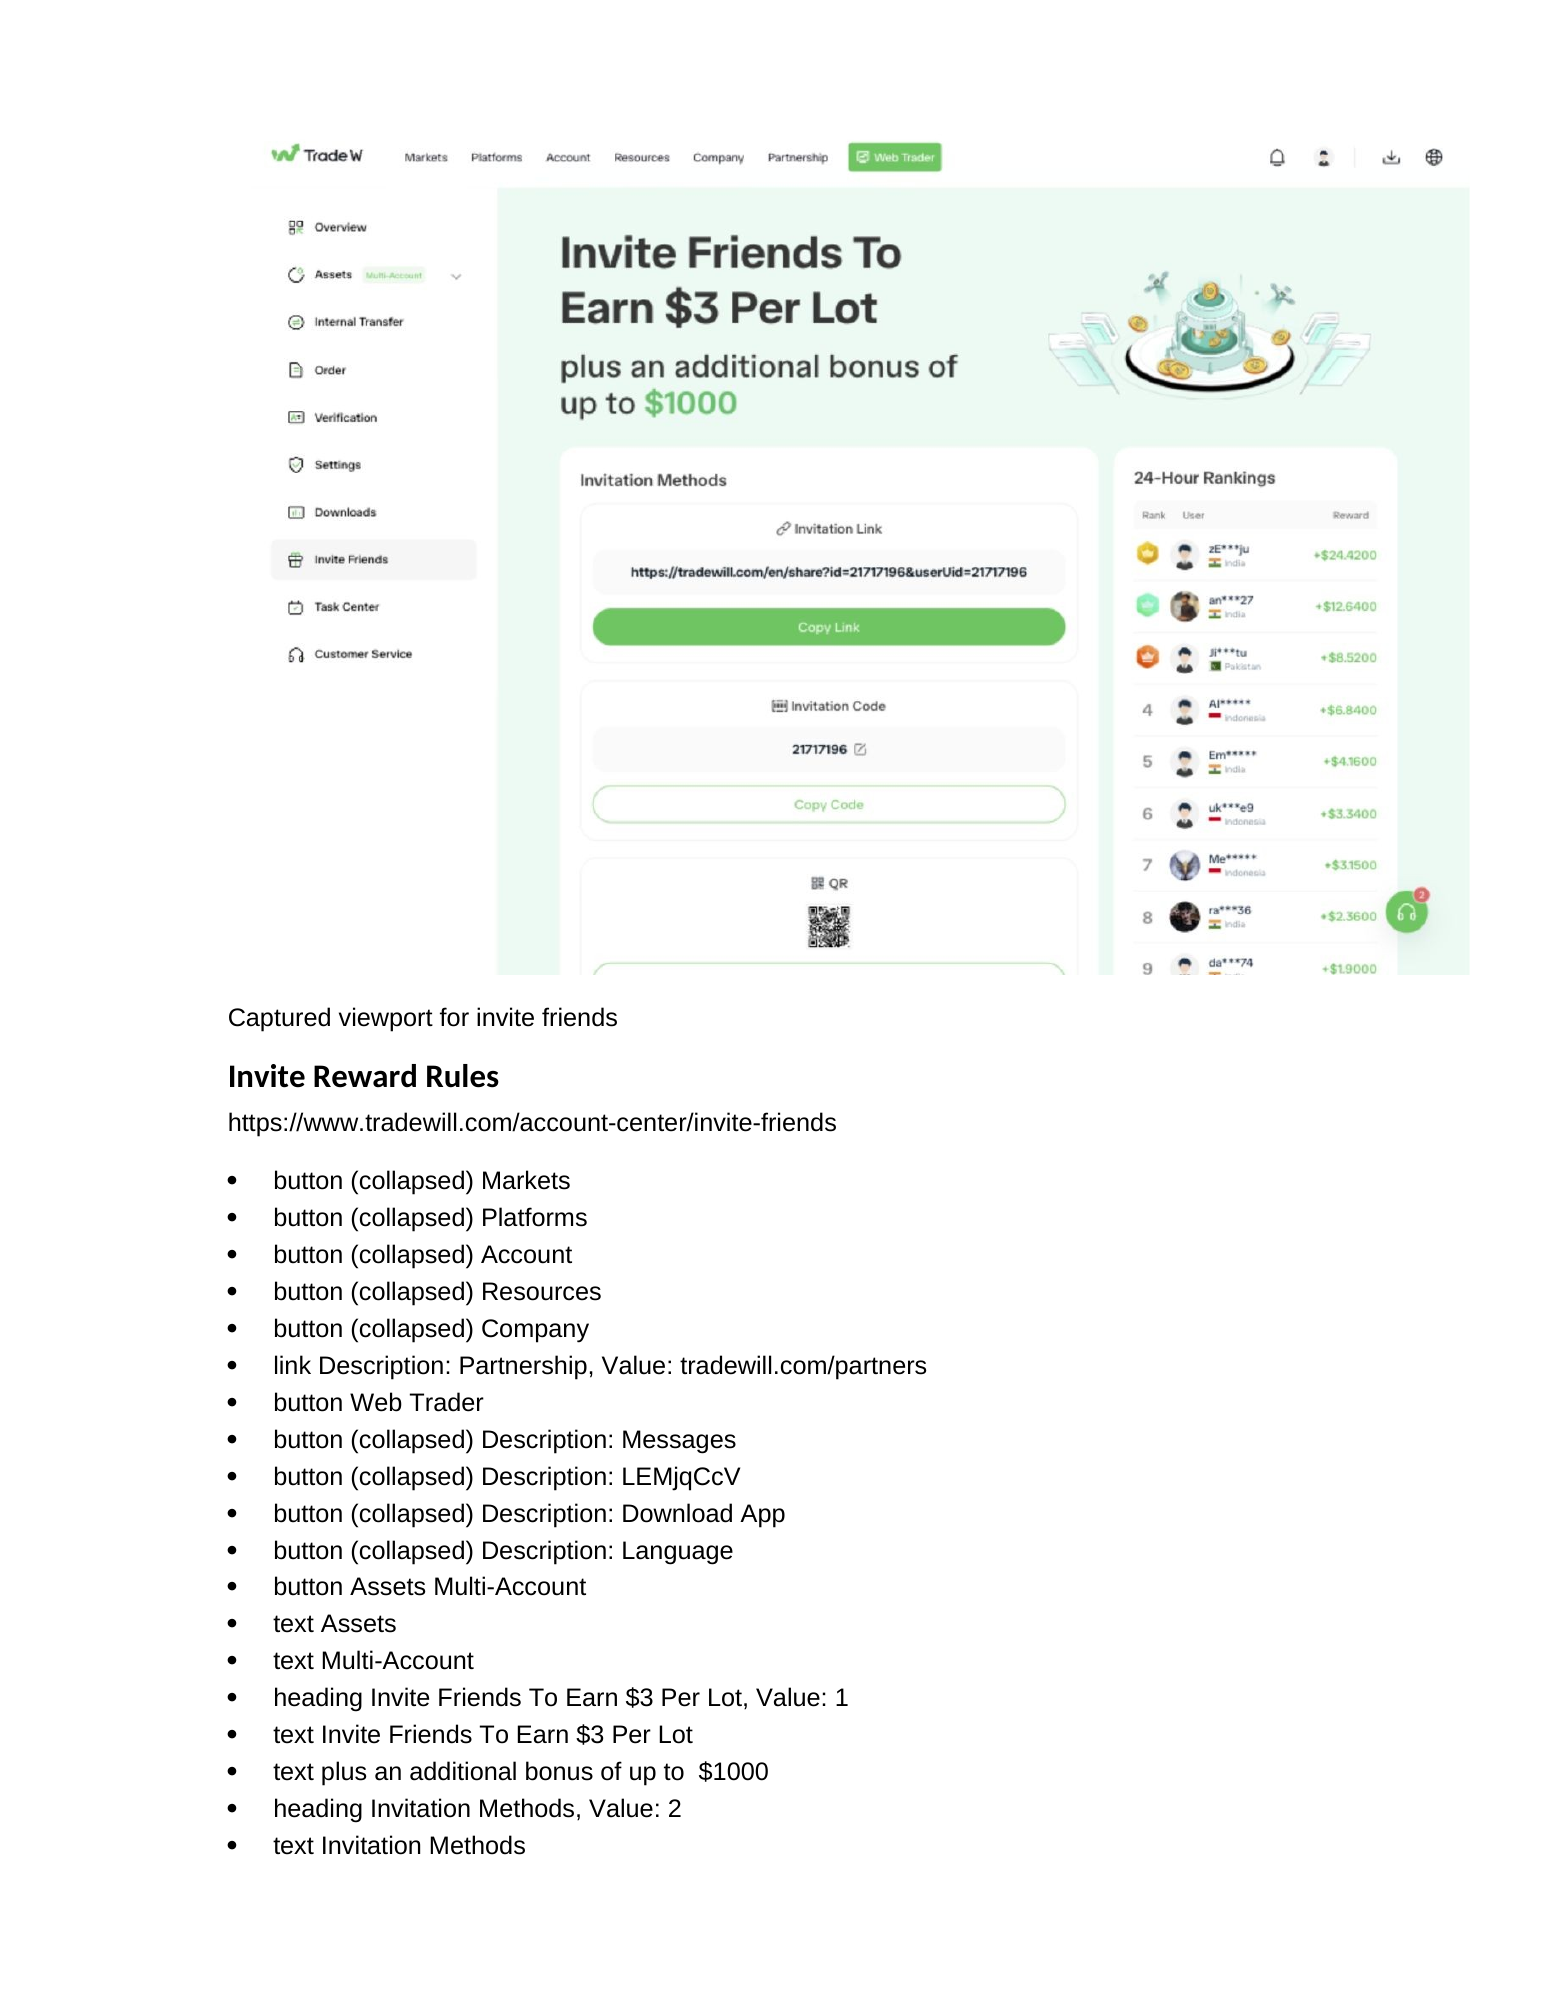 Trade W
Markets Platforms Account Resources Company Partnership Web Trader
Overview
Assets Multi-Account
Internal Transfer
Order
Verification
Settings
Downloads
Invite Friends
Task Center
Customer Service
Invite Friends To
Earn $3 Per Lot
plus an additional bonus of
up to $1000
Invitation Methods
Invitation Link
https://tradewill.com/en/share?id=21717196&userUid=21717196
Copy Link
Invitation Code
21717196
Copy Code
QR
24-Hour Rankings
Rank User Reward
zE***ju +$24.4200
India
an***27 +$12.6400
India
Ji***tu +$8.5200
Pakistan
4 Al***** +$6.8400
Indonesia
5 Em***** +$4.1600
India
6 uk***e9 +$3.3400
Indonesia
7 Me***** +$3.1500
Indonesia
8 ra***36 +$2.3600
India
2
9 da***74 +$1.9000
Captured viewport for invite friends
Invite Reward Rules
https://www.tradewill.com/account-center/invite-friends
• button (collapsed) Markets
• button (collapsed) Platforms
• button (collapsed) Account
• button (collapsed) Resources
• button (collapsed) Company
• link Description: Partnership, Value: tradewill.com/partners
• button Web Trader
• button (collapsed) Description: Messages
• button (collapsed) Description: LEMjqCcV
• button (collapsed) Description: Download App
• button (collapsed) Description: Language
• button Assets Multi-Account
• text Assets
• text Multi-Account
• heading Invite Friends To Earn $3 Per Lot, Value: 1
• text Invite Friends To Earn $3 Per Lot
• text plus an additional bonus of up to  $1000
• heading Invitation Methods, Value: 2
• text Invitation Methods